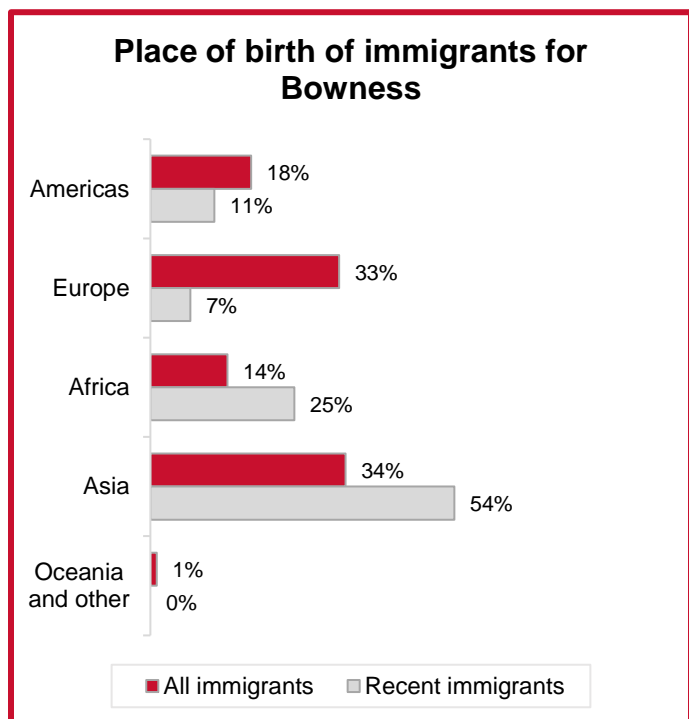 Place of birth of immigrants for
Bowness
Americas
18%
11%
Europe
33%
7%
Africa
14%
25%
Asia
34%
54%
Oceania
and other
1%
0%
All immigrants
Recent immigrants